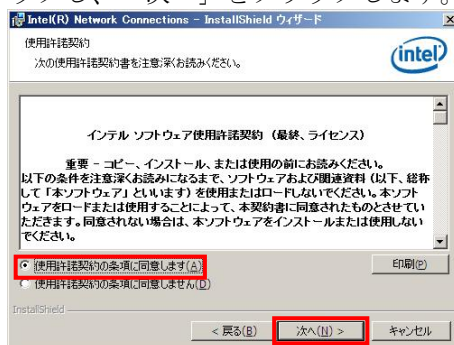 Intel(R) Network Connections - InstallShield ウィザード
使用許諾契約
次の使用許諾契約書を注意深くお読みください。
intel
インテル ソフトウェア使用許諾契約 (最終、ライセンス)
重要 - コピー、インストール、または使用の前にお読みください。
以下の条件を注意深くお読みになるまで、ソフトウェアおよび関連資料 (以下、総称
して「本ソフトウェア」といいます) を使用またはロードしないでください。本ソフト
ウェアをロードまたは使用することによって、本契約書に同意されたものとさせてい
ただきます。同意されない場合は、本ソフトウェアをインストールまたは使用しない
でください。
使用許諾契約の条項に同意します(A)
印刷(P)
使用許諾契約の条項に同意しません(D)
InstallShield
< 戻る(B)
次へ(N) >
キャンセル